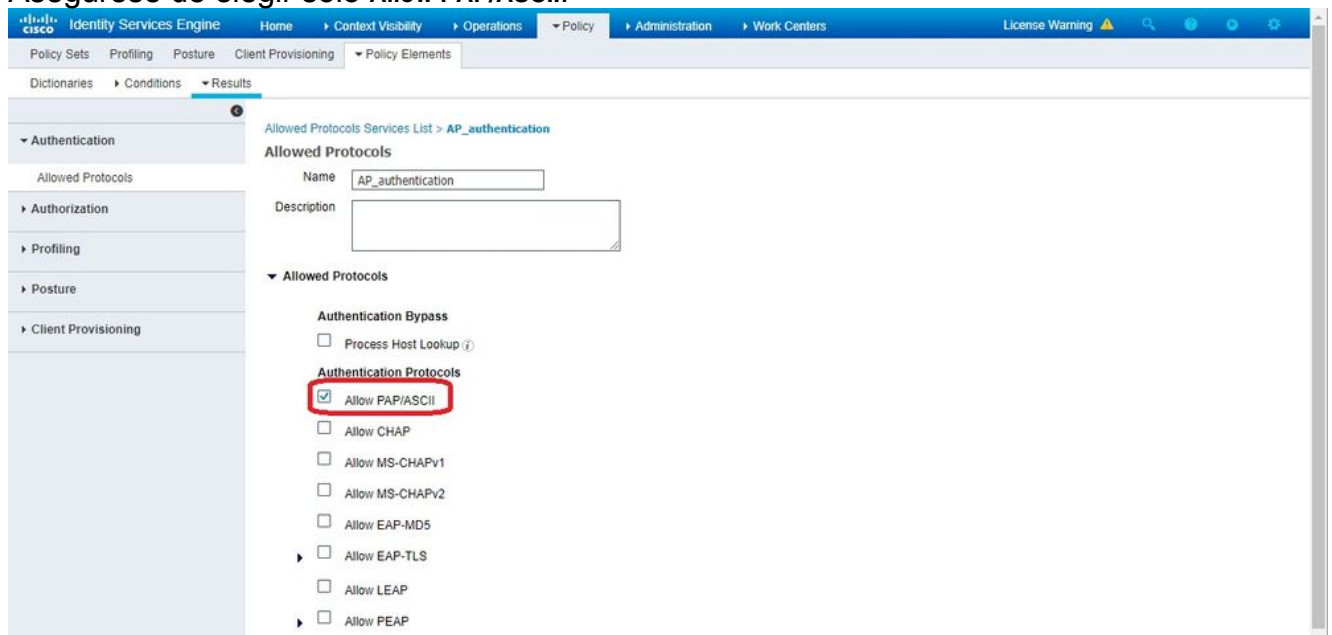 Asegúrese de elegir sólo Allow PAP/Ascii.
cisco Identity Services Engine Home Context Visibility Operations Policy Administration Work Centers License Warning
Policy Sets Profiling Posture Client Provisioning Policy Elements
Dictionaries Conditions Results
Authentication
Allowed Protocols
Authorization
Profiling
Posture
Client Provisioning
Allowed Protocols Services List > AP_authentication
Allowed Protocols
Name AP_authentication
Description
Allowed Protocols
Authentication Bypass
Process Host Lookup
Authentication Protocols
Allow PAP/ASCII
Allow CHAP
Allow MS-CHAPv1
Allow MS-CHAPv2
Allow EAP-MD5
Allow EAP-TLS
Allow LEAP
Allow PEAP